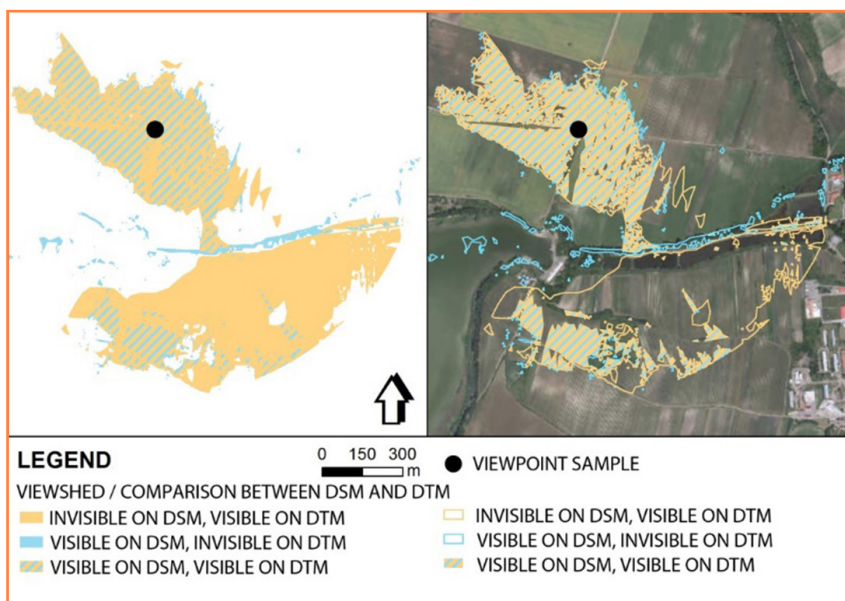 LEGEND
0 150 300
m
VIEWPOINT SAMPLE
VIEWSHED / COMPARISON BETWEEN DSM AND DTM
INVISIBLE ON DSM, VISIBLE ON DTM
VISIBLE ON DSM, INVISIBLE ON DTM
VISIBLE ON DSM, VISIBLE ON DTM
INVISIBLE ON DSM, VISIBLE ON DTM
VISIBLE ON DSM, INVISIBLE ON DTM
VISIBLE ON DSM, VISIBLE ON DTM